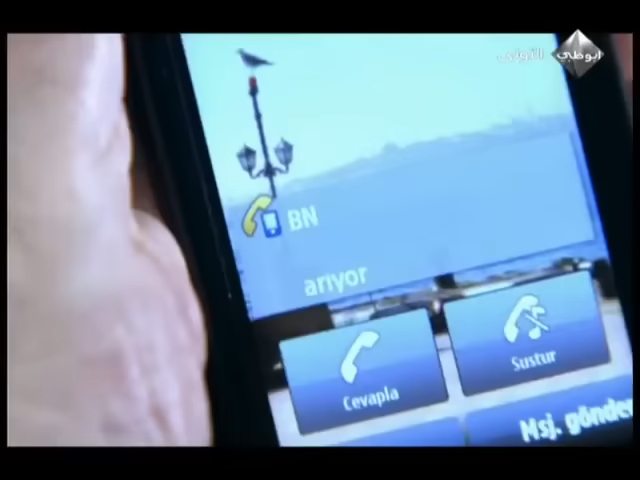 أبوظبي الأولى
BN
arıyor
Cevapla
Sustur
Msj. gönder